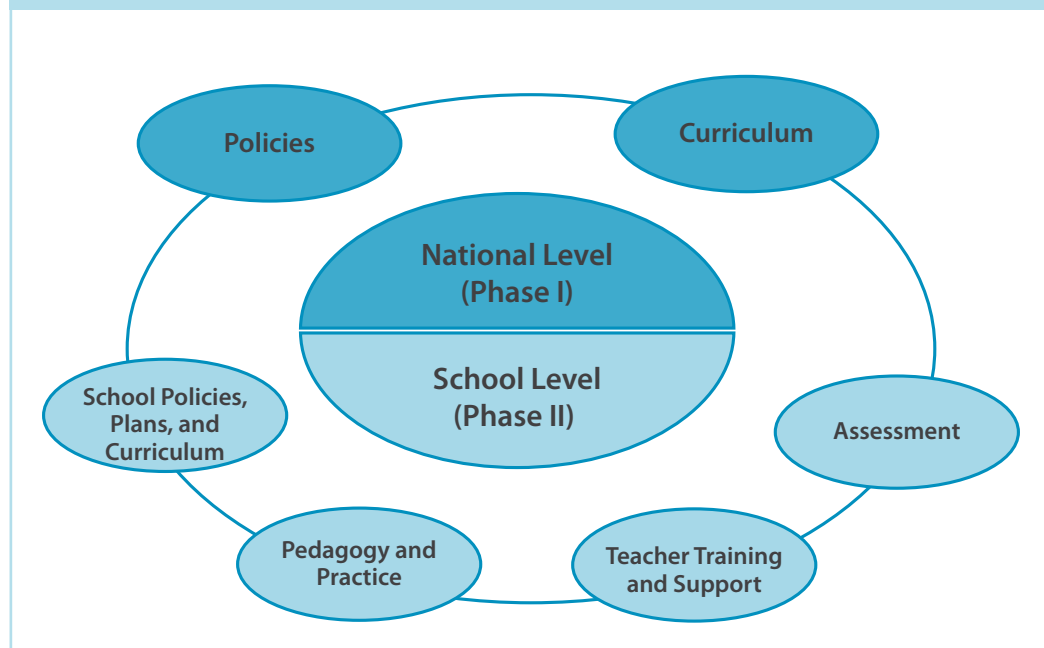 Policies
Curriculum
National Level
(Phase I)
School Level
(Phase II)
School Policies,
Plans, and
Curriculum
Assessment
Pedagogy and
Practice
Teacher Training
and Support